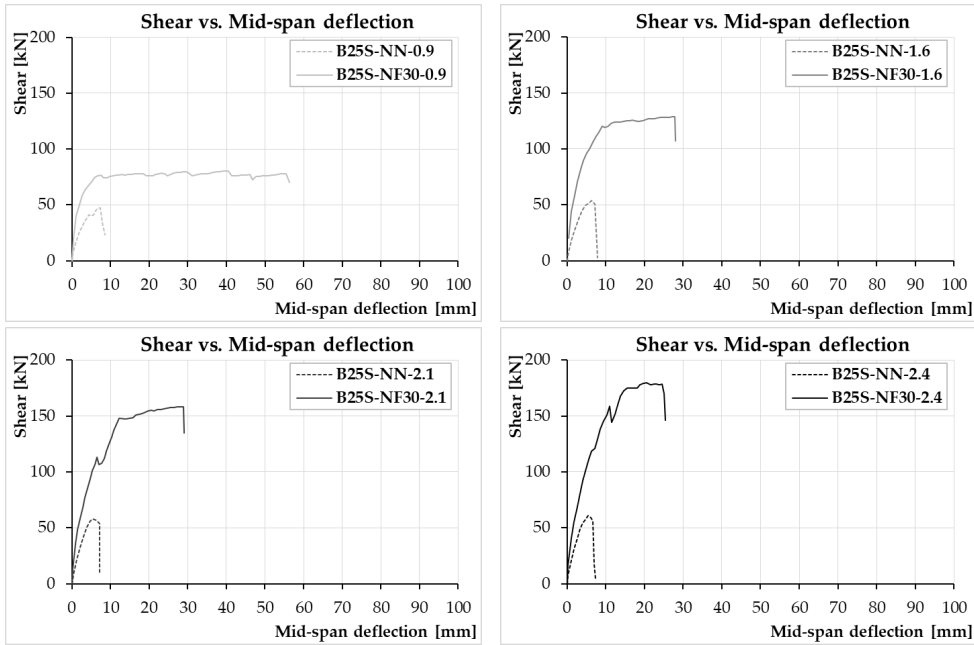 Shear vs. Mid-span deflection
Shear [kN]
200
150
100
50
0
B25S-NN-0.9
B25S-NF30-0.9
0 10 20 30 40 50 60 70 80 90 100
Mid-span deflection [mm]
Shear vs. Mid-span deflection
Shear [kN]
200
150
100
50
0
B25S-NN-1.6
B25S-NF30-1.6
0 10 20 30 40 50 60 70 80 90 100
Mid-span deflection [mm]
Shear vs. Mid-span deflection
Shear [kN]
200
150
100
50
0
B25S-NN-2.1
B25S-NF30-2.1
0 10 20 30 40 50 60 70 80 90 100
Mid-span deflection [mm]
Shear vs. Mid-span deflection
Shear [kN]
200
150
100
50
0
B25S-NN-2.4
B25S-NF30-2.4
0 10 20 30 40 50 60 70 80 90 100
Mid-span deflection [mm]